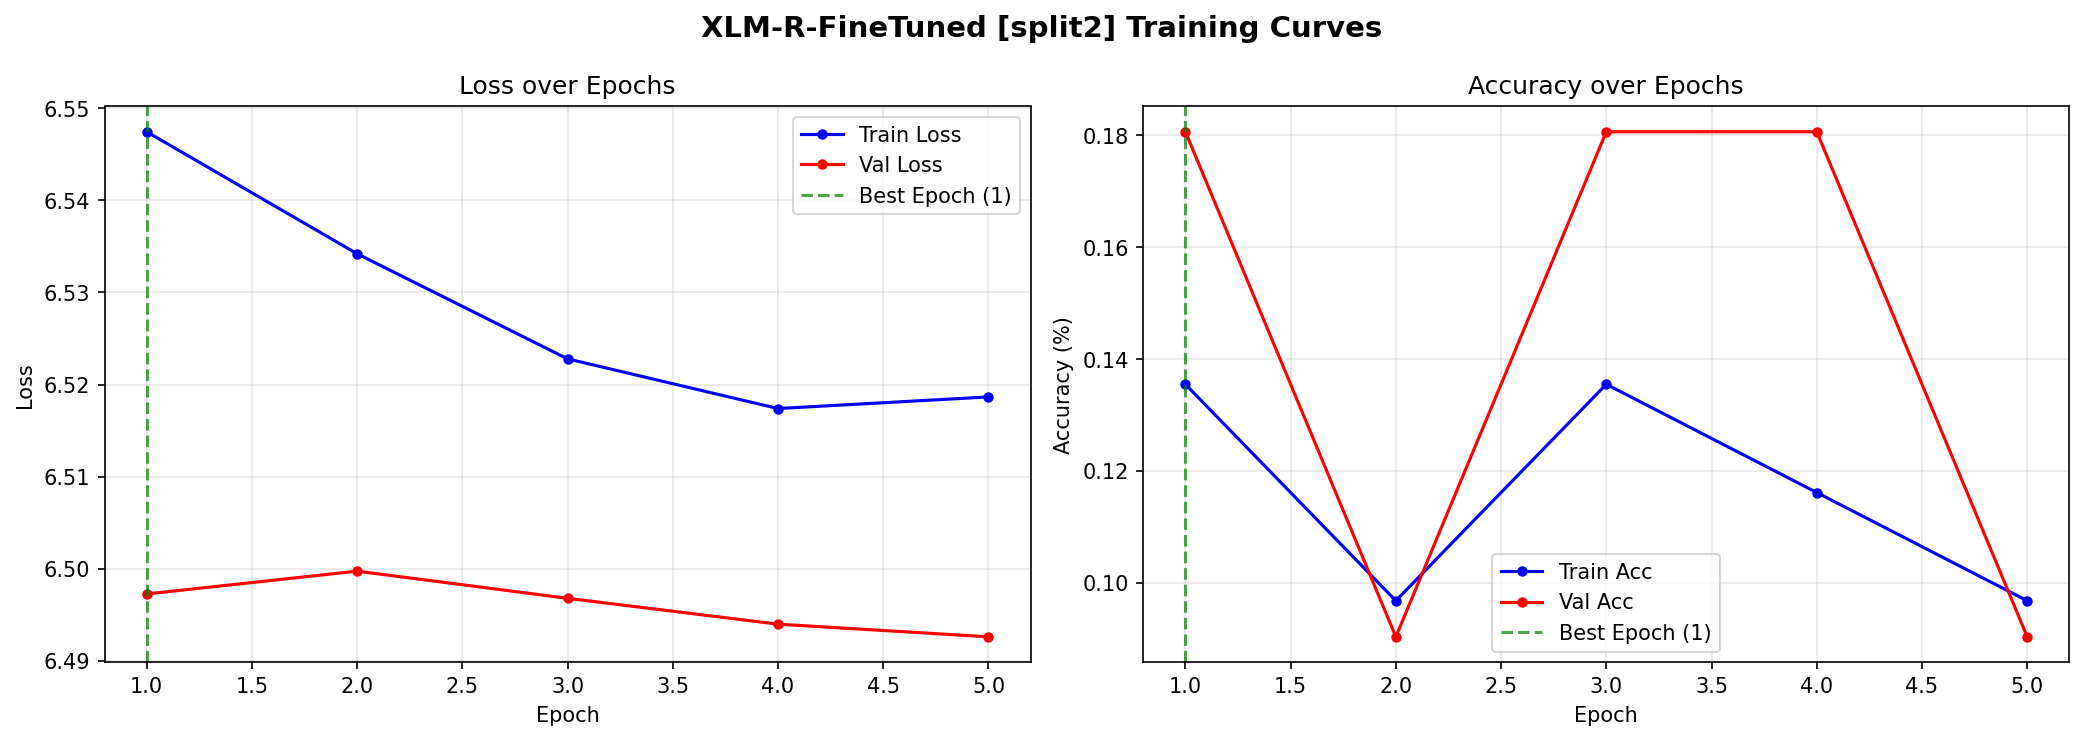 XLM-R-FineTuned [split2] Training Curves
Loss over Epochs
Loss
6.55
6.54
6.53
6.52
6.51
6.50
6.49
Train Loss
Val Loss
Best Epoch (1)
1.0 1.5 2.0 2.5 3.0 3.5 4.0 4.5 5.0
Epoch
Accuracy over Epochs
Accuracy (%)
0.18
0.16
0.14
0.12
0.10
Train Acc
Val Acc
Best Epoch (1)
1.0 1.5 2.0 2.5 3.0 3.5 4.0 4.5 5.0
Epoch